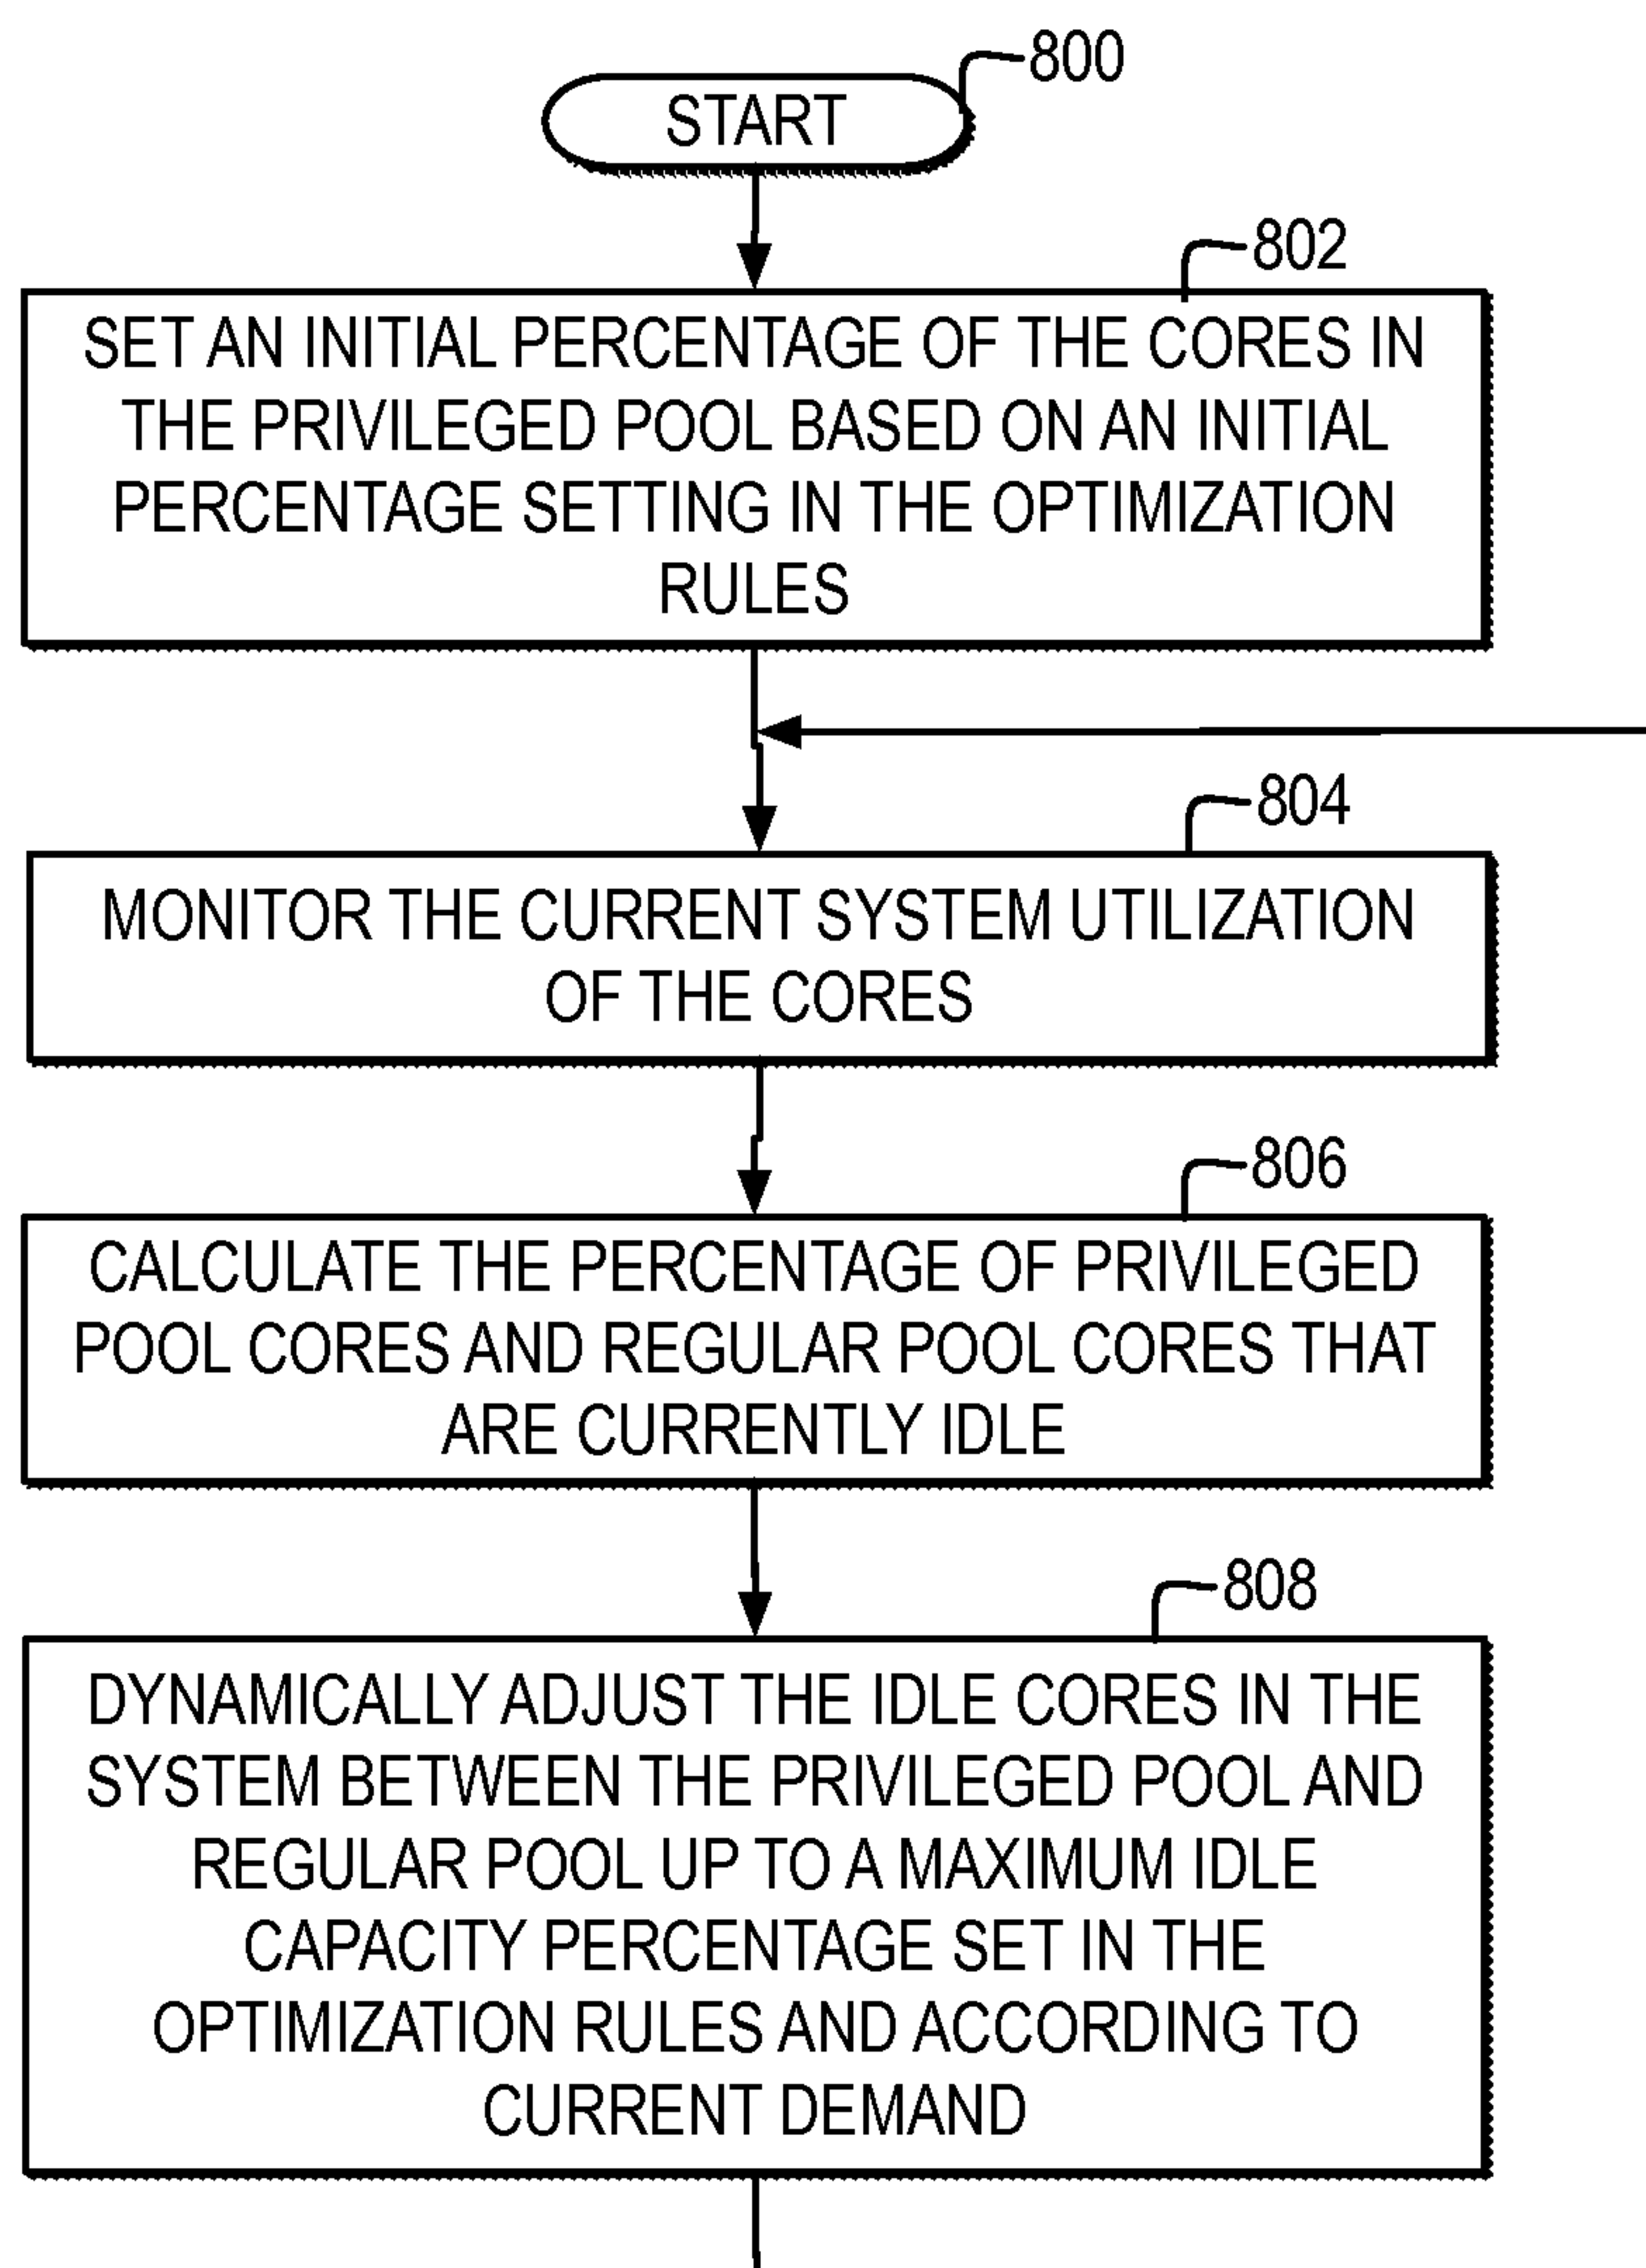 800
START
802
SET AN INITIAL PERCENTAGE OF THE CORES IN
THE PRIVILEGED POOL BASED ON AN INITIAL
PERCENTAGE SETTING IN THE OPTIMIZATION
RULES
804
MONITOR THE CURRENT SYSTEM UTILIZATION
OF THE CORES
806
CALCULATE THE PERCENTAGE OF PRIVILEGED
POOL CORES AND REGULAR POOL CORES THAT
ARE CURRENTLY IDLE
808
DYNAMICALLY ADJUST THE IDLE CORES IN THE
SYSTEM BETWEEN THE PRIVILEGED POOL AND
REGULAR POOL UP TO A MAXIMUM IDLE
CAPACITY PERCENTAGE SET IN THE
OPTIMIZATION RULES AND ACCORDING TO
CURRENT DEMAND